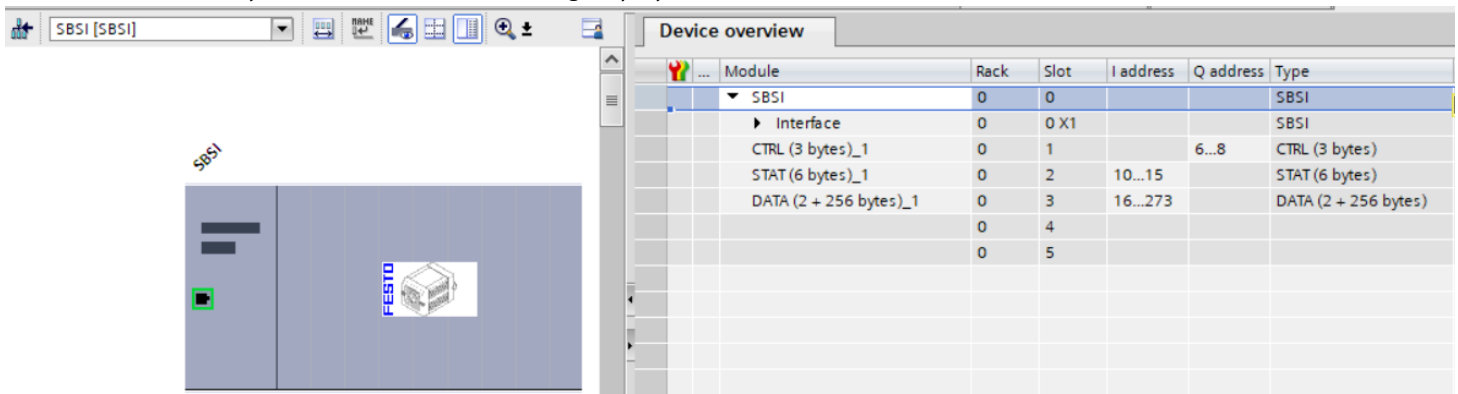 SBSI [SBSI]
NAME
±
Device overview
... Module Rack Slot I address Q address Type
SBSI 0 0 SBSI
Interface 0 0 X1 SBSI
CTRL (3 bytes)_1 0 1 6...8 CTRL (3 bytes)
STAT (6 bytes)_1 0 2 10...15 STAT (6 bytes)
DATA (2 + 256 bytes)_1 0 3 16...273 DATA (2 + 256 bytes)
0 4
0 5
SBSI
FESTO